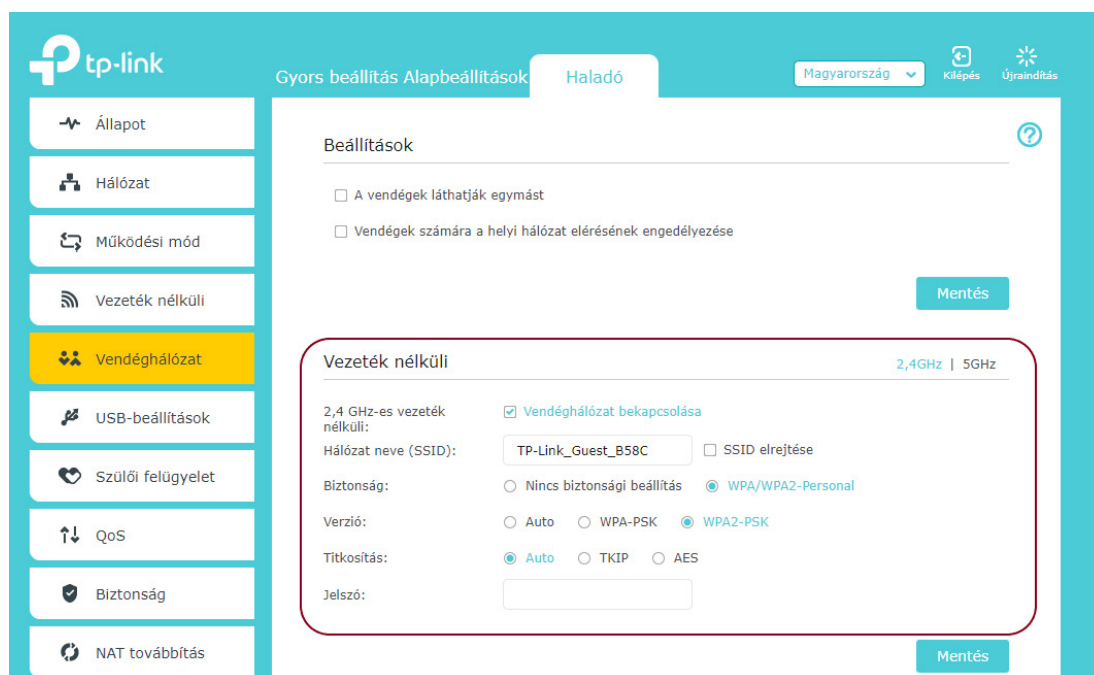 tp-link
Gyors beállítás Alapbeállítások Haladó Magyarország Kilépés Újraindítás
Állapot
Hálózat
Működési mód
Vezeték nélküli
Vendéghálózat
USB-beállítások
Szülői felügyelet
QoS
Biztonság
NAT továbbítás
Beállítások
?
A vendégek láthatják egymást
Vendégek számára a helyi hálózat elérésének engedélyezése
Mentés
Vezeték nélküli 2,4GHz | 5GHz
2,4 GHz-es vezeték
nélküli: Vendéghálózat bekapcsolása
Hálózat neve (SSID): TP-Link_Guest_B58C SSID elrejtése
Biztonság: Nincs biztonsági beállítás WPA/WPA2-Personal
Verzió: Auto WPA-PSK WPA2-PSK
Titkosítás: Auto TKIP AES
Jelszó:
Mentés